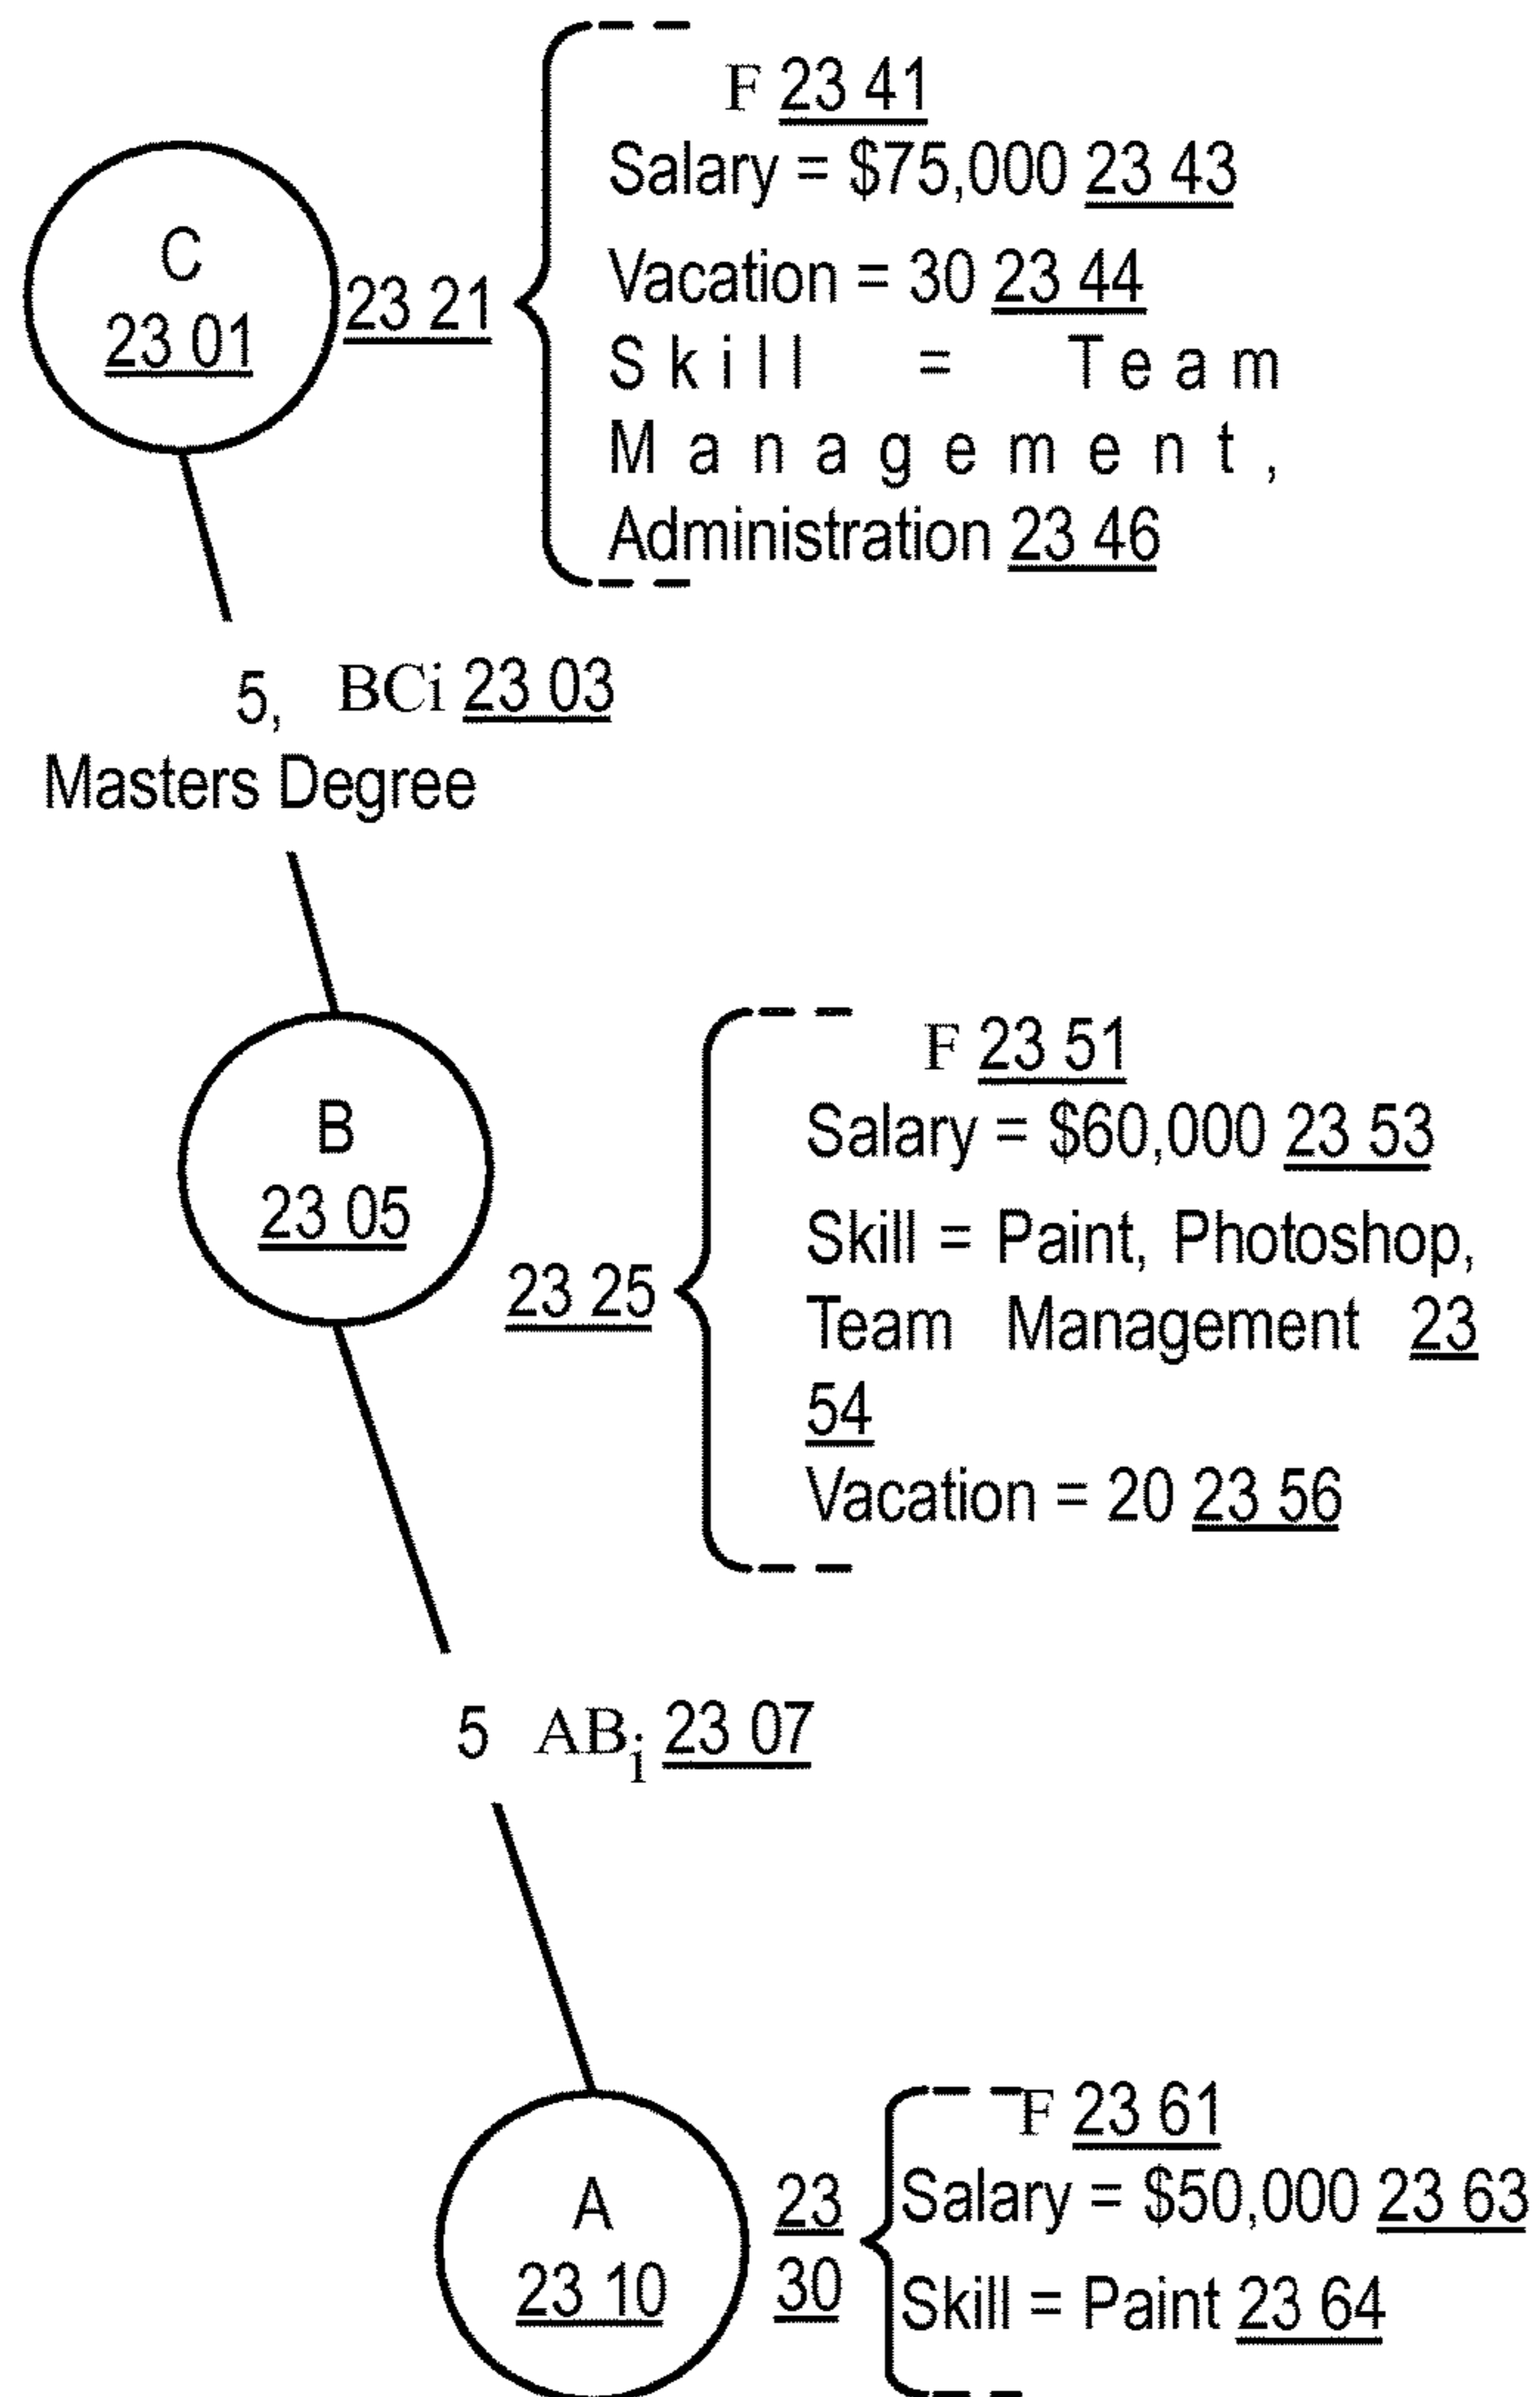 F 23 41
Salary = $75,000 23 43
C
23 01
23 21
Vacation = 30 23 44
Skill = Team
Management,
Administration 23 46
5, BCi 23 03
Masters Degree
F 23 51
B
23 05
Salary = $60,000 23 53
23 25
Skill = Paint, Photoshop,
Team Management 23
54
Vacation = 20 23 56
5 ABi 23 07
F 23 61
A
23 10
23
30
Salary = $50,000 23 63
Skill = Paint 23 64